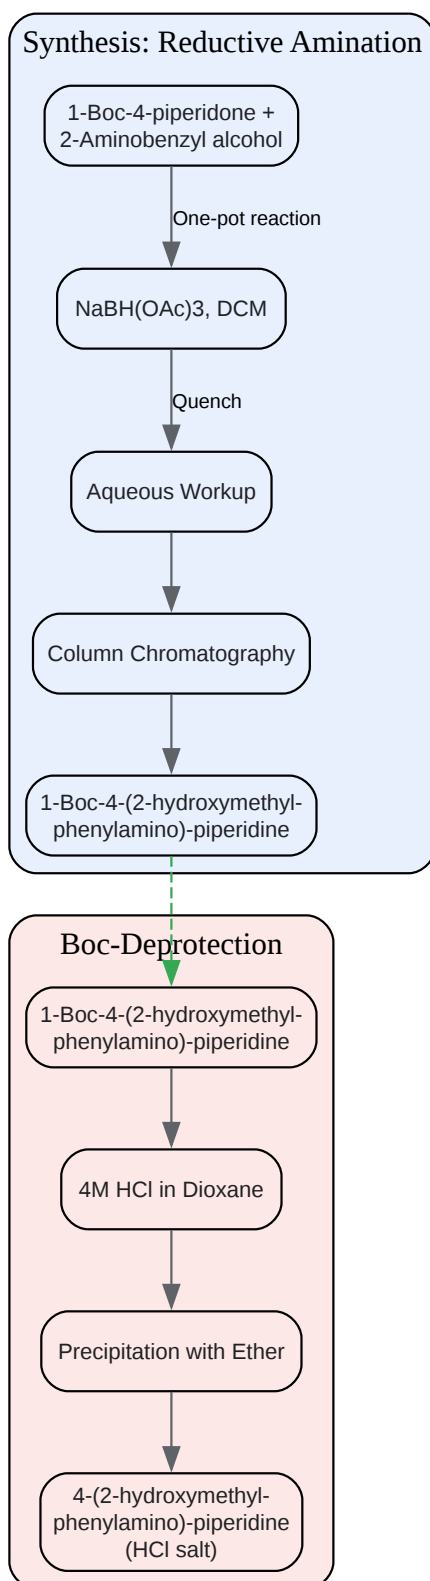 Synthesis: Reductive Amination
1-Boc-4-piperidone +
2-Aminobenzyl alcohol
One-pot reaction
NaBH(OAc)3, DCM
Quench
Aqueous Workup
Column Chromatography
1-Boc-4-(2-hydroxymethyl-
phenylamino)-piperidine
Boc-Deprotection
1-Boc-4-(2-hydroxymethyl-
phenylamino)-piperidine
4M HCl in Dioxane
Precipitation with Ether
4-(2-hydroxymethyl-
phenylamino)-piperidine
(HCl salt)